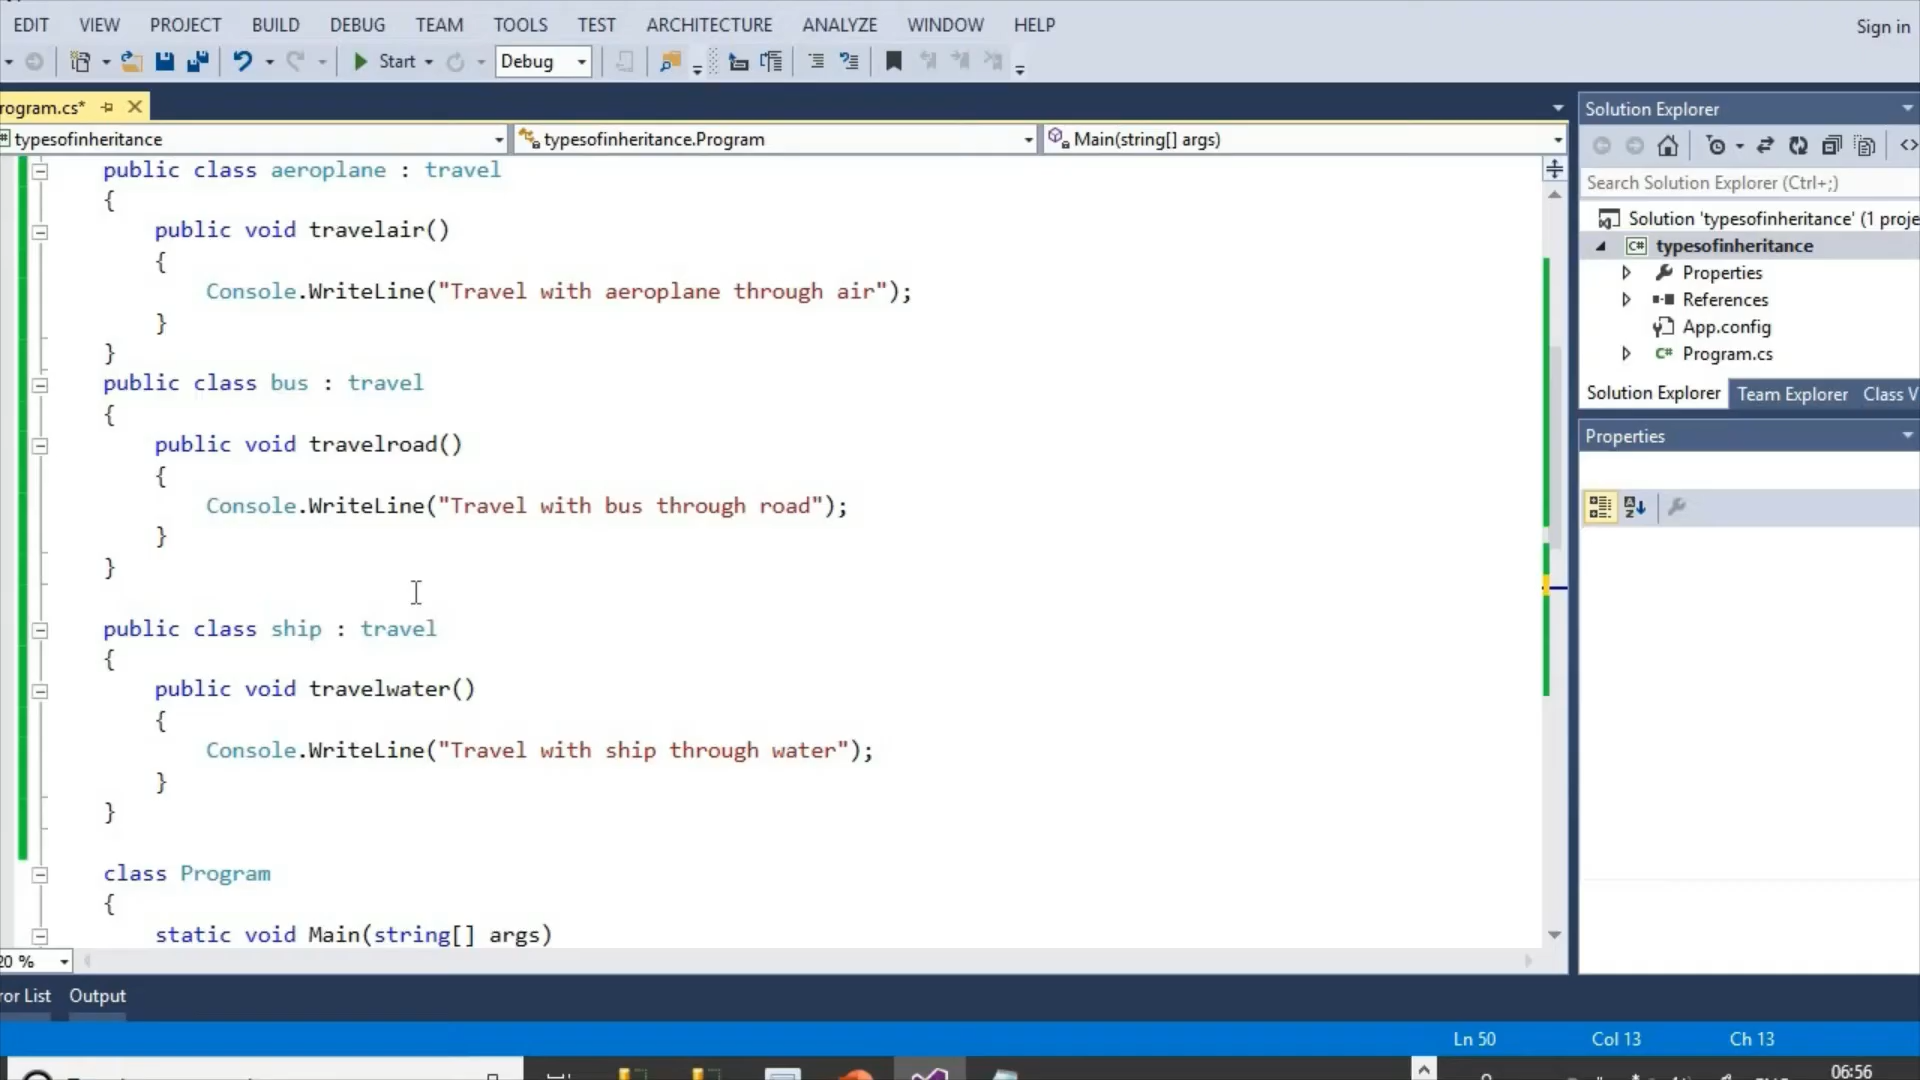 EDIT VIEW PROJECT BUILD DEBUG TEAM TOOLS TEST ARCHITECTURE ANALYZE WINDOW HELP
Sign in
Start Debug
rogram.cs*
typesofinheritance typesofinheritance.Program Main(string[] args)
public class aeroplane : travel
{
public void travelair()
{
Console.WriteLine("Travel with aeroplane through air");
}
}
public class bus : travel
{
public void travelroad()
{
Console.WriteLine("Travel with bus through road");
}
}
public class ship : travel
{
public void travelwater()
{
Console.WriteLine("Travel with ship through water");
}
}
class Program
{
static void Main(string[] args)
20 %
Solution Explorer
Search Solution Explorer (Ctrl+;)
Solution 'typesofinheritance' (1 proje
C# typesofinheritance
Properties
References
App.config
C# Program.cs
Solution Explorer Team Explorer Class V
Properties
ror List Output
Ln 50 Col 13 Ch 13
06:56